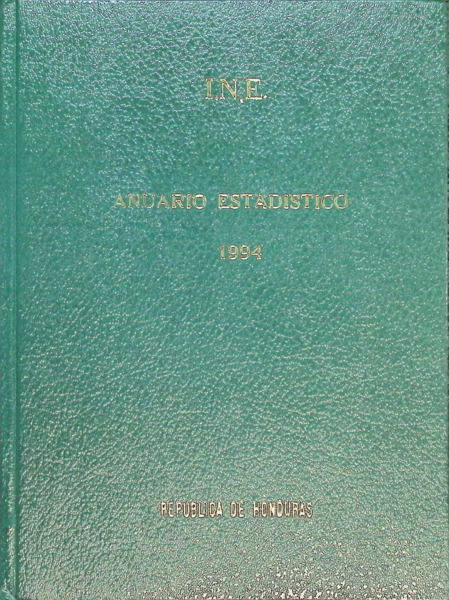 I.N.E.
ANUARIO ESTADISTICO
1994
REPUBLICA DE HONDURAS